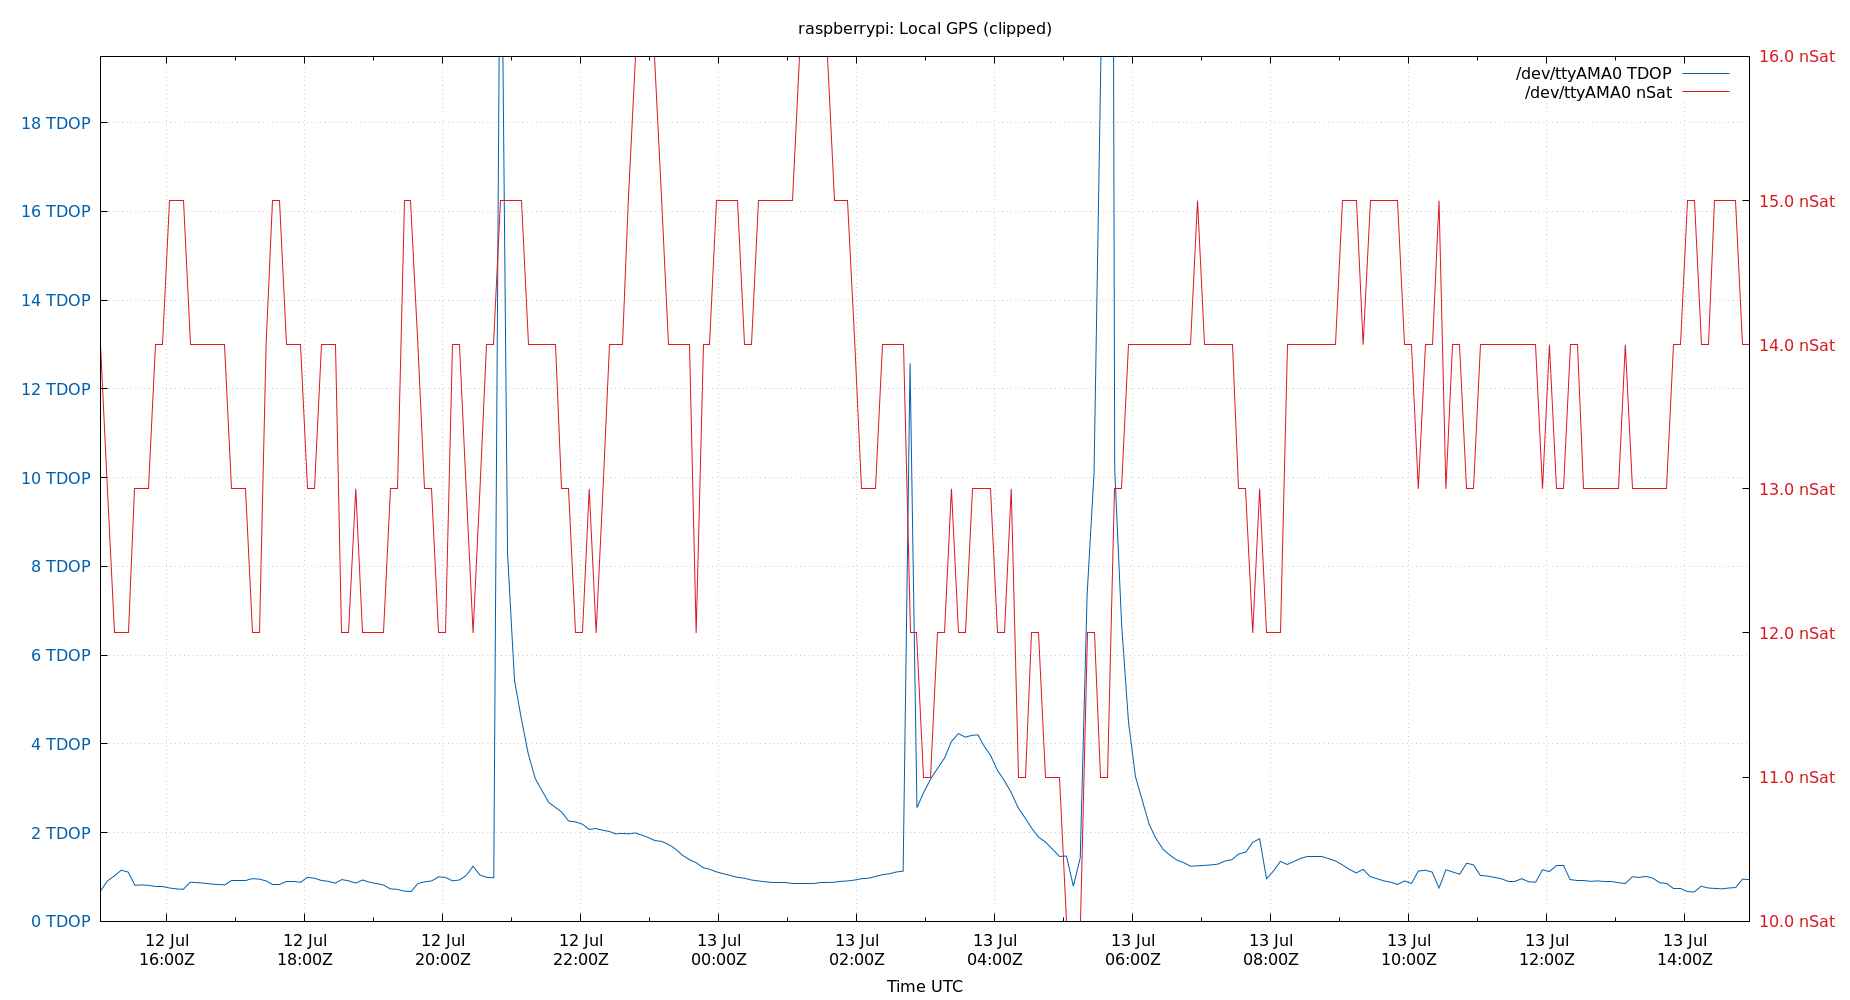 raspberrypi: Local GPS (clipped)
16.0 nSat
/dev/ttyAMA0 TDOP
/dev/ttyAMA0 nSat
18 TDOP
15.0 nSat
16 TDOP
14 TDOP
14.0 nSat
12 TDOP
10 TDOP
13.0 nSat
8 TDOP
12.0 nSat
6 TDOP
11.0 nSat
4 TDOP
2 TDOP
0 TDOP
10.0 nSat
12 Jul 12 Jul 12 Jul 12 Jul 13 Jul 13 Jul 13 Jul 13 Jul 13 Jul 13 Jul 13 Jul 13 Jul
16:00Z 18:00Z 20:00Z 22:00Z 00:00Z 02:00Z 04:00Z 06:00Z 08:00Z 10:00Z 12:00Z 14:00Z
Time UTC